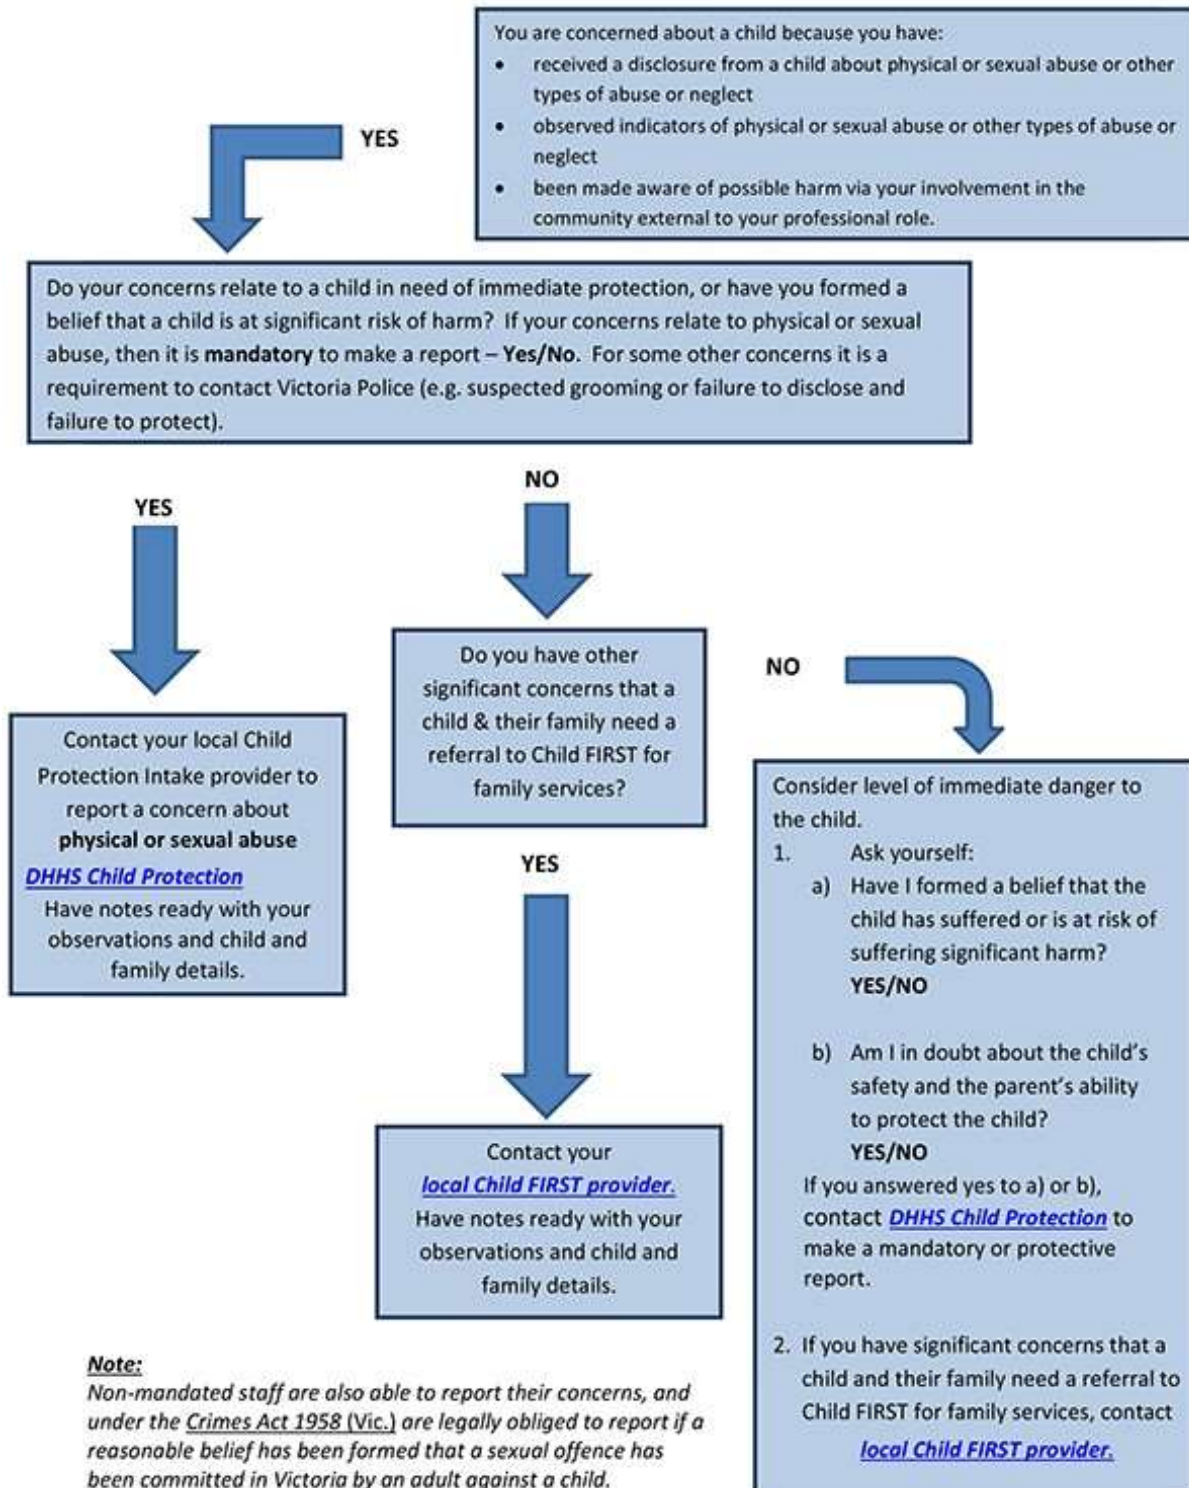 You are concerned about a child because you have:
• received a disclosure from a child about physical or sexual abuse or other
types of abuse or neglect
• observed indicators of physical or sexual abuse or other types of abuse or
neglect
• been made aware of possible harm via your involvement in the
community external to your professional role.
YES
Do your concerns relate to a child in need of immediate protection, or have you formed a
belief that a child is at significant risk of harm? If your concerns relate to physical or sexual
abuse, then it is mandatory to make a report – Yes/No. For some other concerns it is a
requirement to contact Victoria Police (e.g. suspected grooming or failure to disclose and
failure to protect).
YES
Contact your local Child
Protection Intake provider to
report a concern about
physical or sexual abuse
DHHS Child Protection
Have notes ready with your
observations and child and
family details.
NO
Do you have other
significant concerns that a
child & their family need a
referral to Child FIRST for
family services?
YES
Contact your
local Child FIRST provider.
Have notes ready with your
observations and child and
family details.
NO
Consider level of immediate danger to
the child.
1. Ask yourself:
a) Have I formed a belief that the
child has suffered or is at risk of
suffering significant harm?
YES/NO
b) Am I in doubt about the child's
safety and the parent's ability
to protect the child?
YES/NO
If you answered yes to a) or b),
contact DHHS Child Protection to
make a mandatory or protective
report.
2. If you have significant concerns that a
child and their family need a referral to
Child FIRST for family services, contact
local Child FIRST provider.
Note:
Non-mandated staff are also able to report their concerns, and
under the Crimes Act 1958 (Vic.) are legally obliged to report if a
reasonable belief has been formed that a sexual offence has
been committed in Victoria by an adult against a child.